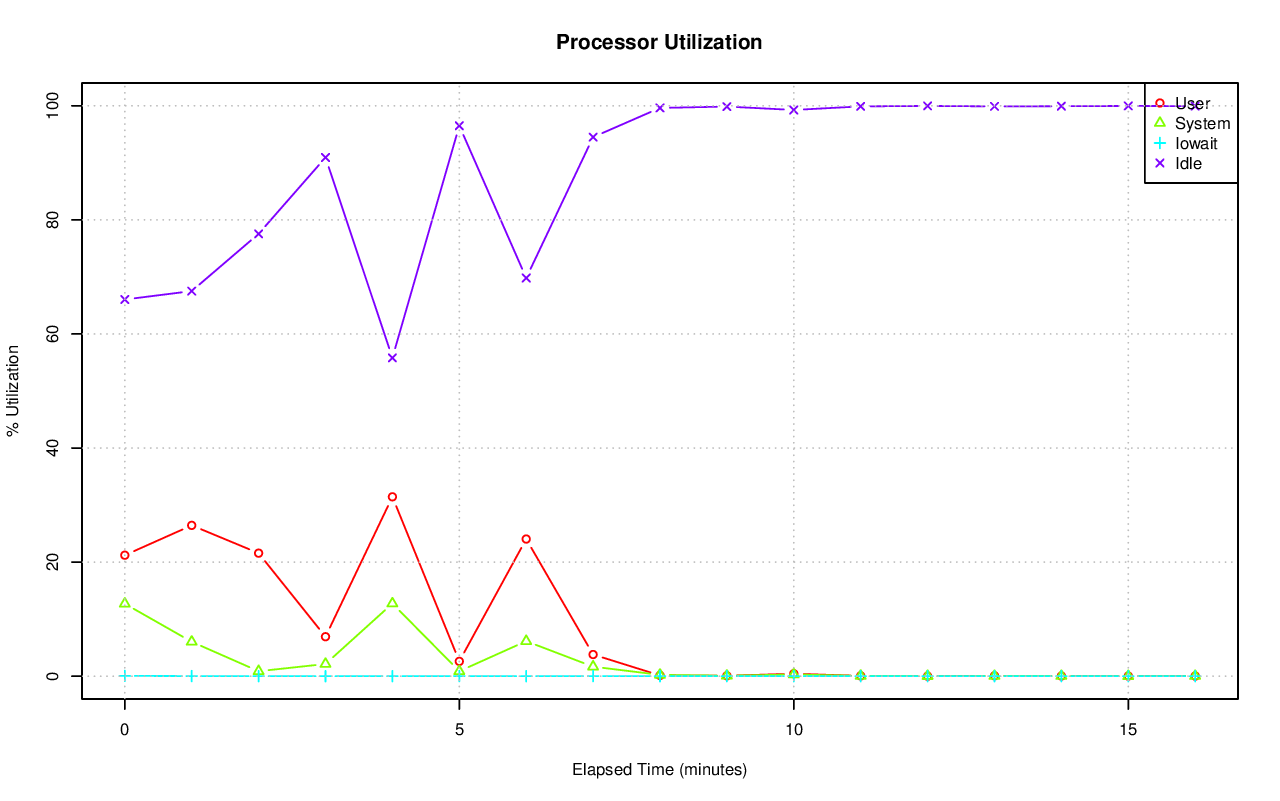 Processor Utilization
100
80
60
40
20
0
% Utilization
User
System
Iowait
Idle
0 5 10 15
Elapsed Time (minutes)